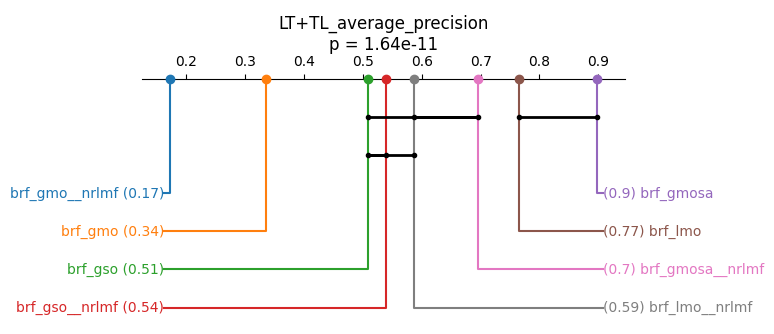 LT+TL_average_precision
p = 1.64e-11
0.2 0.3 0.4 0.5 0.6 0.7 0.8 0.9
brf_gmo__nrlmf (0.17) (0.9) brf_gmosa
brf_gmo (0.34) (0.77) brf_lmo
brf_gso (0.51) (0.7) brf_gmosa__nrlmf
brf_gso__nrlmf (0.54) (0.59) brf_lmo__nrlmf